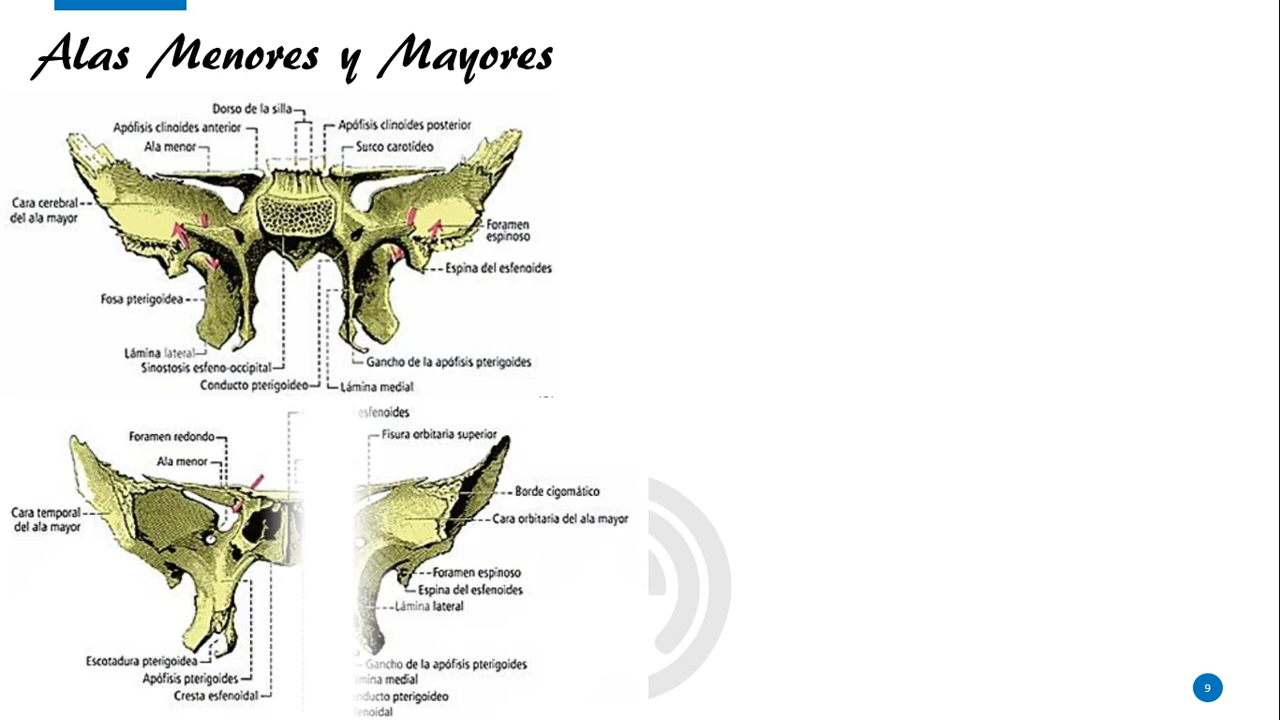 Alas Menores y Mayores
Dorso de la silla
Apófisis clinoides anterior
Apófisis clinoides posterior
Ala menor
Surco carotídeo
Cara cerebral
del ala mayor
Foramen
espinoso
Espina del esfenoides
Fosa pterigoidea
Lámina lateral
Sinostosis esfeno-occipital
Gancho de la apófisis pterigoides
Conducto pterigoideo
Lámina medial
esfenoides
Foramen redondo
Fisura orbitaria superior
Ala menor
Borde cigomático
Cara temporal
del ala mayor
Cara orbitaria del ala mayor
Foramen espinoso
Espina del esfenoides
Lámina lateral
Escotadura pterigoidea
Gancho de la apófisis pterigoides
Apófisis pterigoides
medial
Cresta esfenoidal
pterigoideo
9